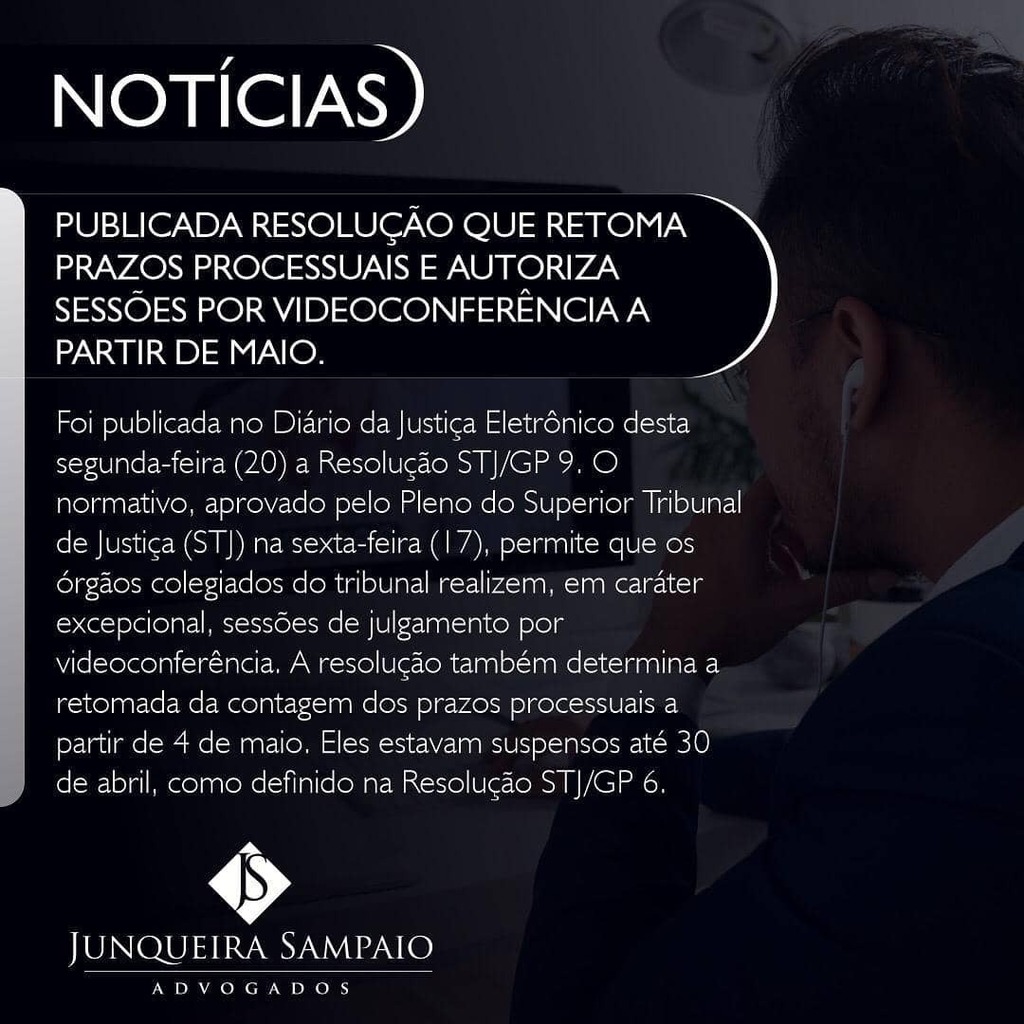 NOTÍCIAS
PUBLICADA RESOLUÇÃO QUE RETOMA
PRAZOS PROCESSUAIS E AUTORIZA
SESSÕES POR VIDEOCONFERÊNCIA A
PARTIR DE MAIO.
Foi publicada no Diário da Justiça Eletrônico desta
segunda-feira (20) a Resolução STJ/GP 9. O
normativo, aprovado pelo Pleno do Superior Tribunal
de Justiça (STJ) na sexta-feira (17), permite que os
órgãos colegiados do tribunal realizem, em caráter
excepcional, sessões de julgamento por
videoconferência. A resolução também determina a
retomada da contagem dos prazos processuais a
partir de 4 de maio. Eles estavam suspensos até 30
de abril, como definido na Resolução STJ/GP 6.
JS
JUNQUEIRA SAMPAIO
ADVOGADOS